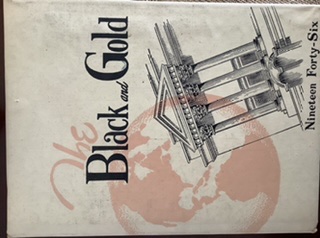 The
Black and Gold
Nineteen Forty-Six